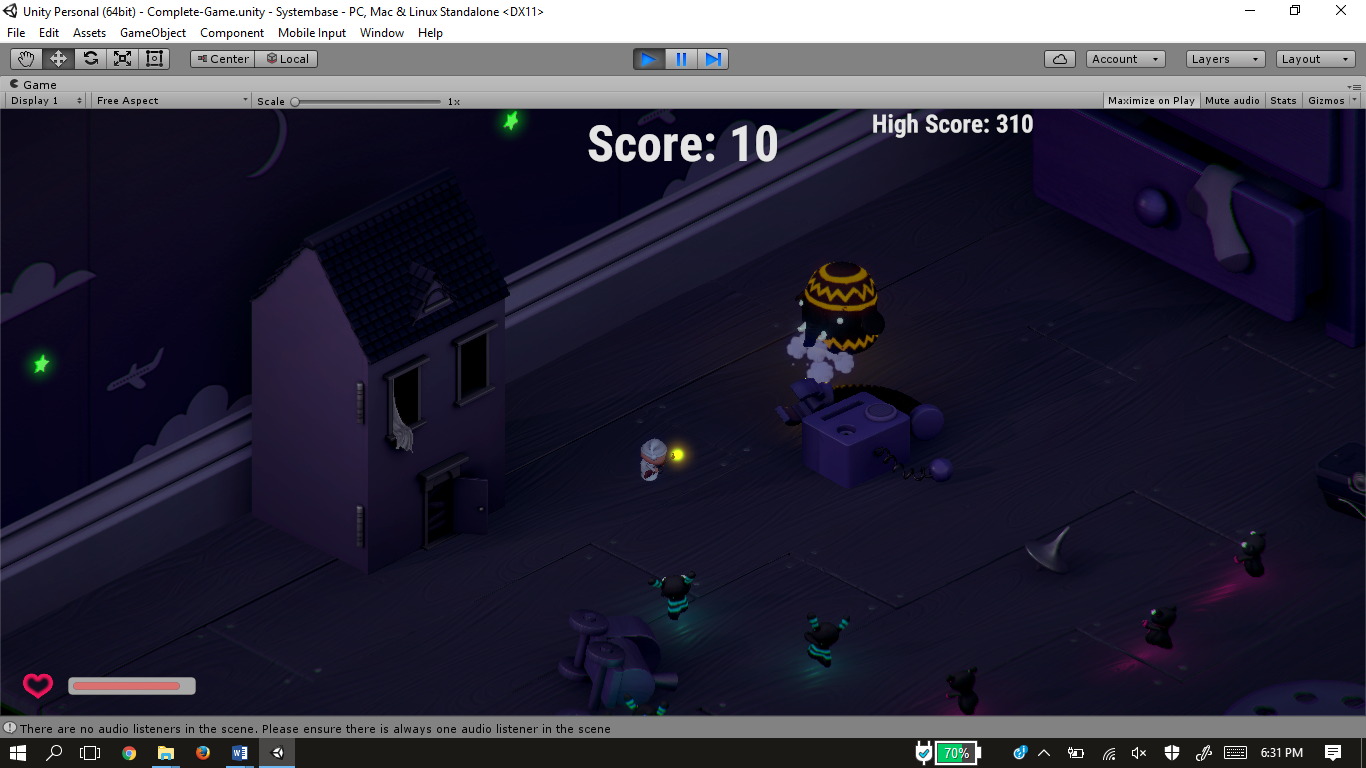 Unity Personal (64bit) - Complete-Game.unity - Systembase - PC, Mac & Linux Standalone <DX11>
File Edit Assets GameObject Component Mobile Input Window Help
Center Local Account Layers Layout
Game
Display 1 Free Aspect Scale 1x Maximize on Play Mute audio Stats Gizmos
Score: 10
High Score: 310
There are no audio listeners in the scene. Please ensure there is always one audio listener in the scene
70% 6:31 PM